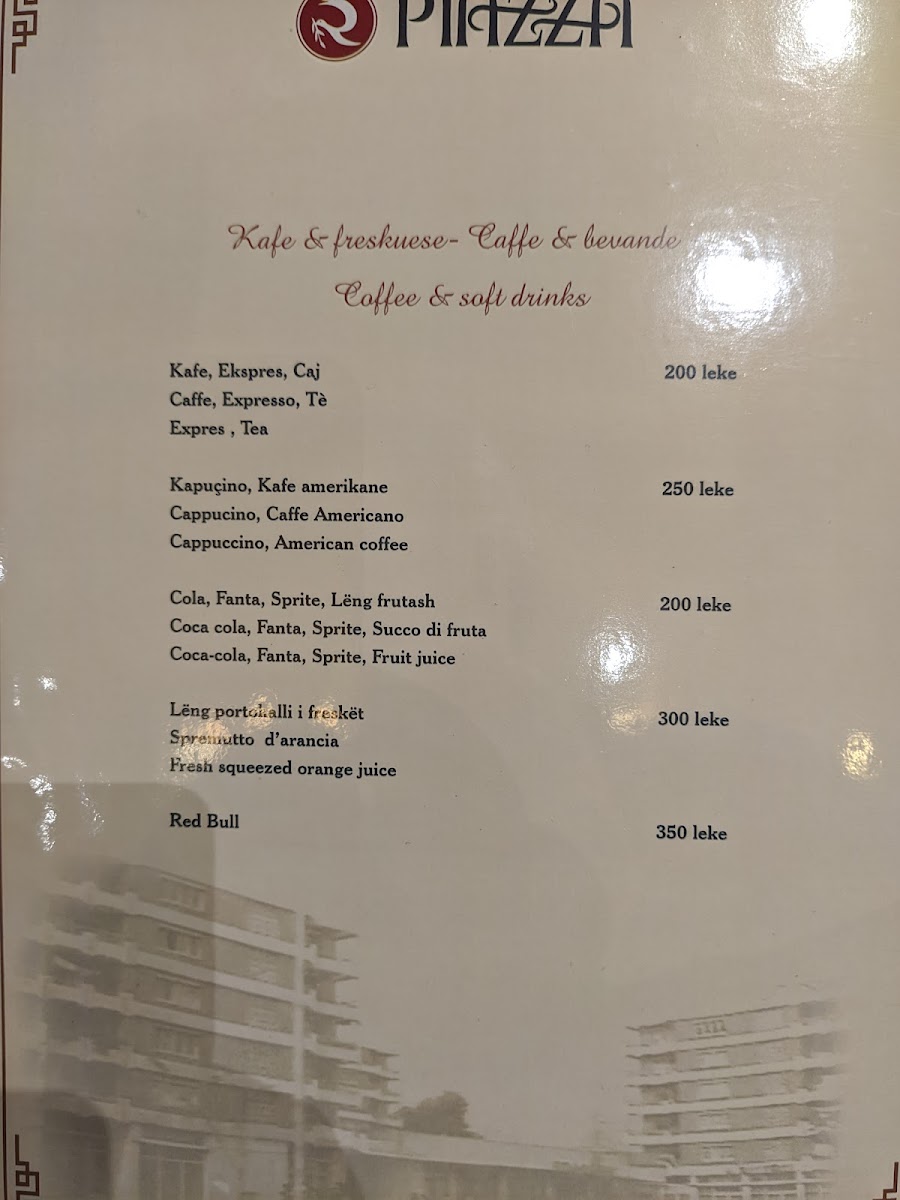 PIAZZA
Kafe & freskuese- Caffe & bevande
Coffee & soft drinks
Kafe, Ekspres, Caj 200 leke
Caffe, Expresso, Tè
Expres , Tea
Kapuçino, Kafe amerikane 250 leke
Cappucino, Caffe Americano
Cappuccino, American coffee
Cola, Fanta, Sprite, Lëng frutash 200 leke
Coca cola, Fanta, Sprite, Succo di fruta
Coca-cola, Fanta, Sprite, Fruit juice
Lëng portokalli i freskët 300 leke
Spremutto d'arancia
Fresh squeezed orange juice
Red Bull 350 leke